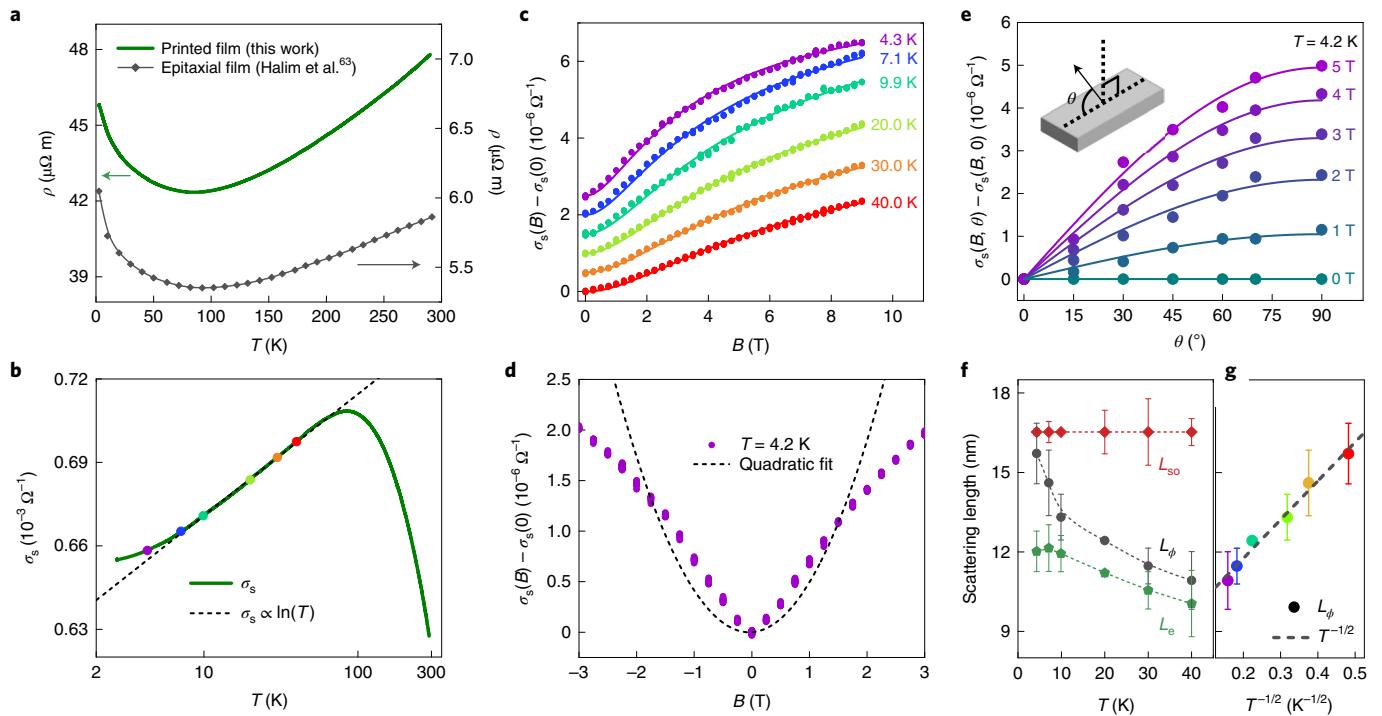 a
48
45
42
39
ρ (μΩ m)
Printed film (this work)
Epitaxial film (Halim et al.⁶³)
7.0
6.5
6.0
5.5
ρ (μΩ m)
0 50 100 150 200 250 300
T (K)
b
0.72
0.69
0.66
0.63
σs (10⁻³ Ω⁻¹)
σs
σs ∝ ln(T)
2 10 100 300
T (K)
c
6
4
2
0
σs(B) − σs(0) (10⁻⁶ Ω⁻¹)
4.3 K
7.1 K
9.9 K
20.0 K
30.0 K
40.0 K
0 2 4 6 8 10
B (T)
d
2.5
2.0
1.5
1.0
0.5
0
σs(B) − σs(0) (10⁻⁶ Ω⁻¹)
T = 4.2 K
Quadratic fit
−3 −2 −1 0 1 2 3
B (T)
e
6
5
4
3
2
1
0
σs(B, θ) − σs(B, 0) (10⁻⁶ Ω⁻¹)
θ
T = 4.2 K
5 T
4 T
3 T
2 T
1 T
0 T
0 15 30 45 60 75 90
θ (°)
f
18
15
12
9
Scattering length (nm)
Lso
Lϕ
Le
0 10 20 30 40
T (K)
g
Lϕ
T⁻¹/²
0.2 0.3 0.4 0.5
T⁻¹/² (K⁻¹/²)